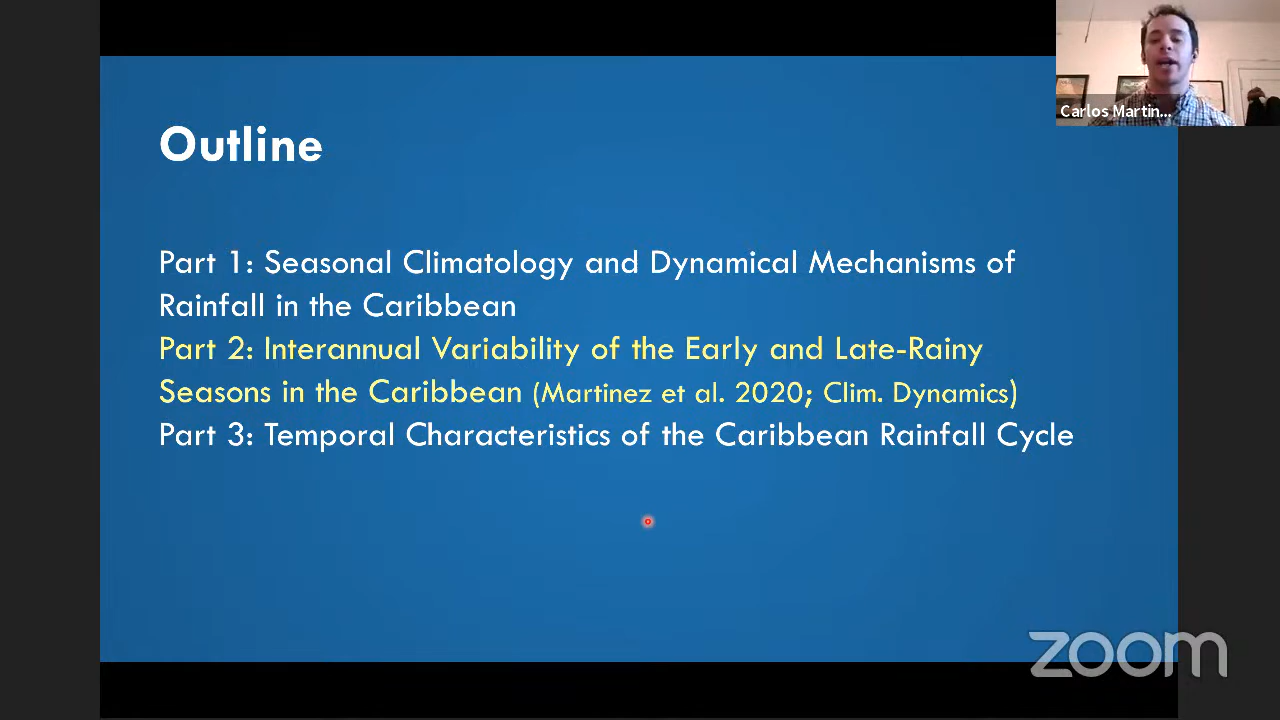 Carlos Martin...
Outline
Part 1: Seasonal Climatology and Dynamical Mechanisms of
Rainfall in the Caribbean
Part 2: Interannual Variability of the Early and Late-Rainy
Seasons in the Caribbean (Martinez et al. 2020; Clim. Dynamics)
Part 3: Temporal Characteristics of the Caribbean Rainfall Cycle
zoom